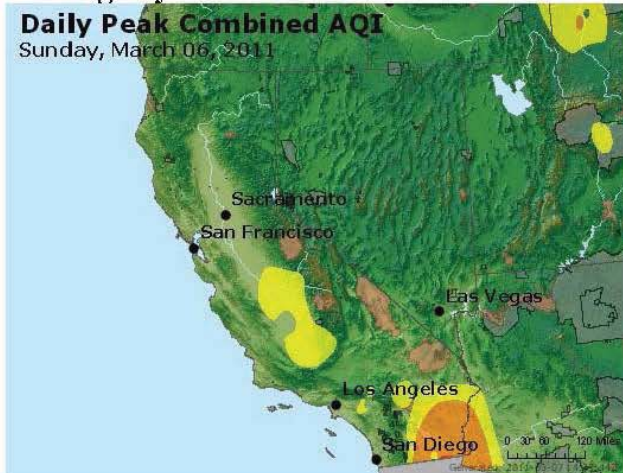 Daily Peak Combined AQI
Sunday, March 06, 2011
Sacramento
San Francisco
Las Vegas
Los Angeles
San Diego
0 30 60 120 Miles